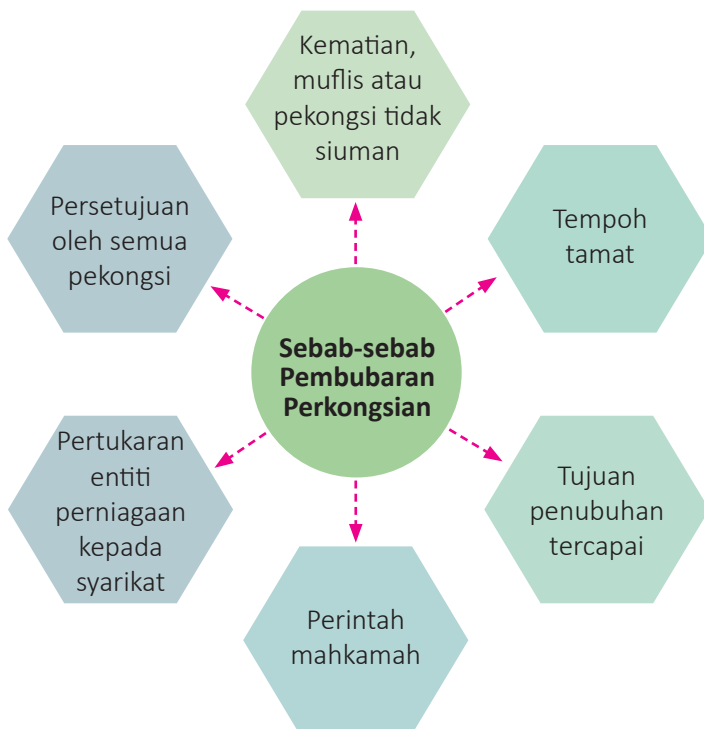 Kematian,
muflis atau
pekongsi tidak
siuman
Persetujuan
oleh semua
pekongsi
Tempoh
tamat
Sebab-sebab
Pembubaran
Perkongsian
Pertukaran
entiti
perniagaan
kepada
syarikat
Tujuan
penubuhan
tercapai
Perintah
mahkamah